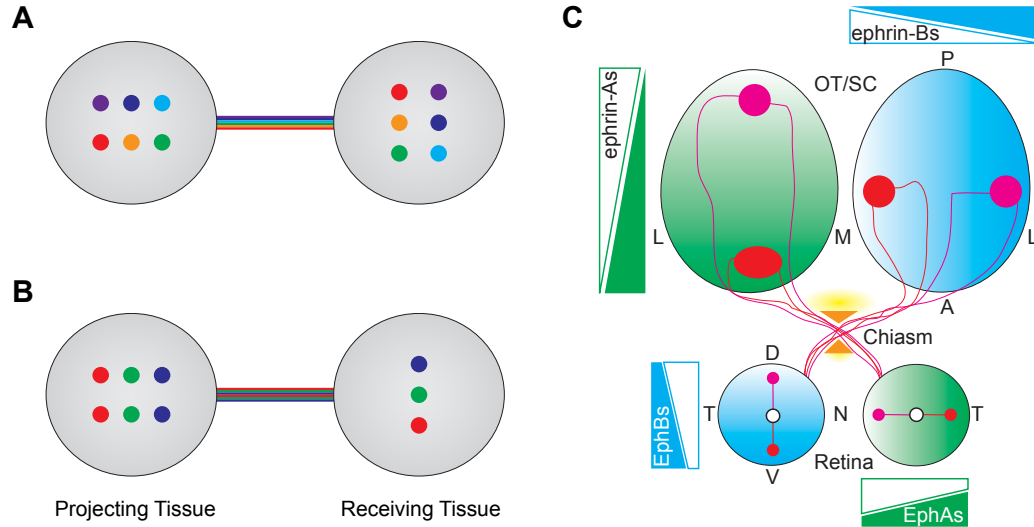 A
B
Projecting Tissue
Receiving Tissue
C
ephrin-Bs
P
OT/SC
ephrin-As
L
M
L
A
Chiasm
D
EphBs
T
N
T
V
Retina
EphAs